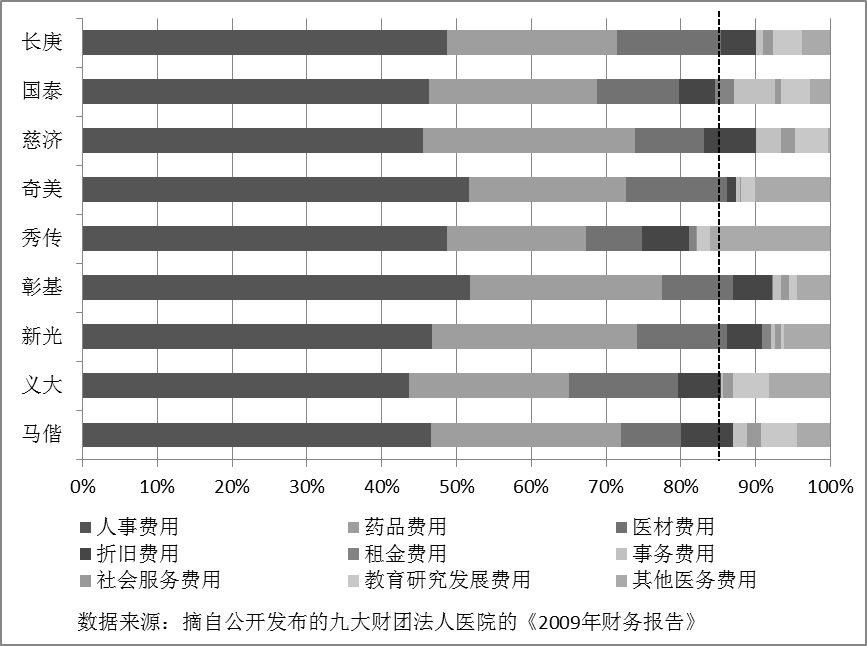 长庚
国泰
慈济
奇美
秀传
彰基
新光
义大
马偕
0% 10% 20% 30% 40% 50% 60% 70% 80% 90% 100%
人事费用 药品费用 医材费用
折旧费用 租金费用 事务费用
社会服务费用 教育研究发展费用 其他医务费用
数据来源：摘自公开发布的九大财团法人医院的《2009年财务报告》